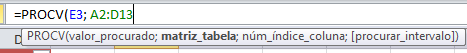 =PROCV(E3; A2:D13
PROCV(valor_procurado; matriz_tabela; núm_índice_coluna; [procurar_intervalo])